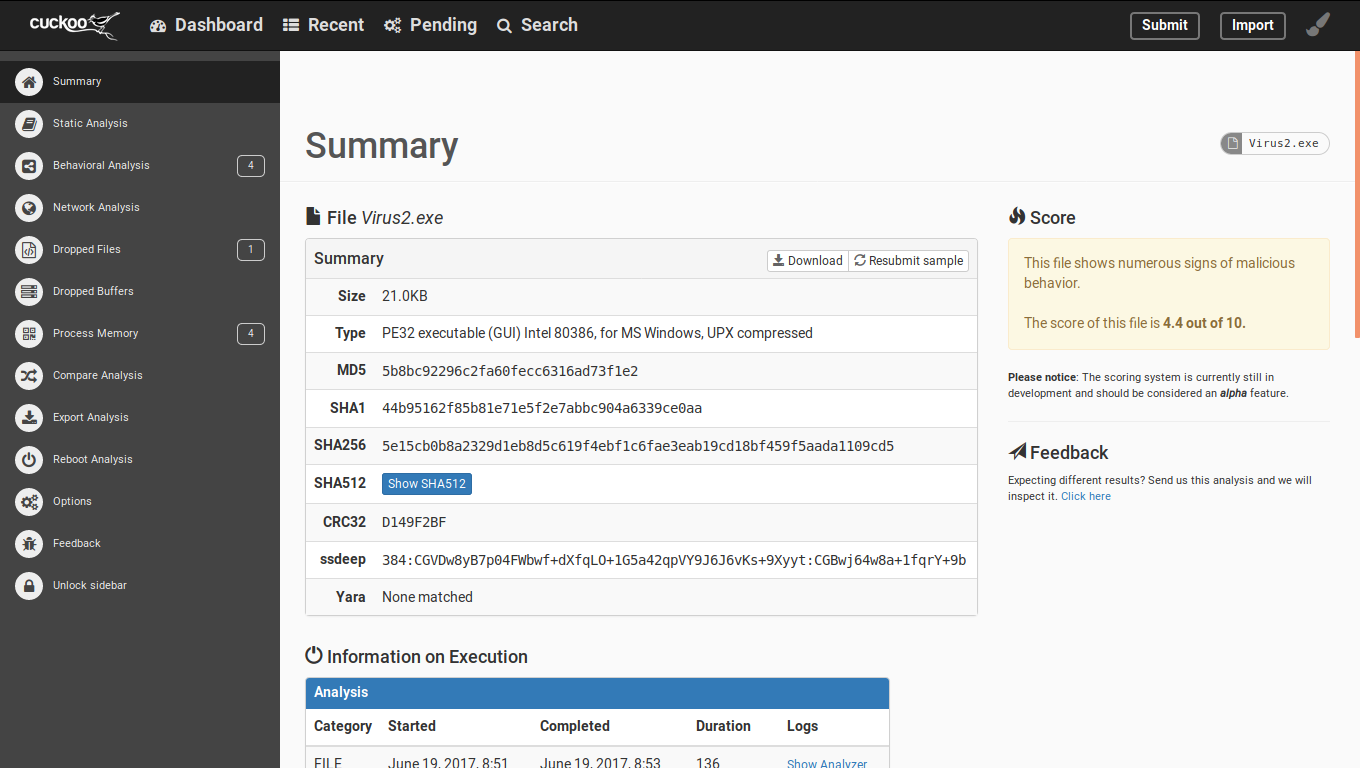 cuckoo Dashboard Recent Pending Search Submit Import
Summary
Static Analysis
Behavioral Analysis 4
Network Analysis
Dropped Files 1
Dropped Buffers
Process Memory 4
Compare Analysis
Export Analysis
Reboot Analysis
Options
Feedback
Unlock sidebar
Summary
Virus2.exe
File Virus2.exe
Summary Download Resubmit sample
Size 21.0KB
Type PE32 executable (GUI) Intel 80386, for MS Windows, UPX compressed
MD5 5b8bc92296c2fa60fecc6316ad73f1e2
SHA1 44b95162f85b81e71e5f2e7abbc904a6339ce0aa
SHA256 5e15cb0b8a2329d1eb8d5c619f4ebf1c6fae3eab19cd18bf459f5aada1109cd5
SHA512 Show SHA512
CRC32 D149F2BF
ssdeep 384:CGVDw8yB7p04FWbwf+dXfqLO+1G5a42qpVY9J6J6vKs+9Xyyt:CGBwj64w8a+1fqrY+9b
Yara None matched
Score
This file shows numerous signs of malicious
behavior.
The score of this file is 4.4 out of 10.
Please notice: The scoring system is currently still in
development and should be considered an alpha feature.
Feedback
Expecting different results? Send us this analysis and we will
inspect it. Click here
Information on Execution
Analysis
Category Started Completed Duration Logs
FILE June 19, 2017, 8:51 June 19, 2017, 8:53 136 Show Analyzer